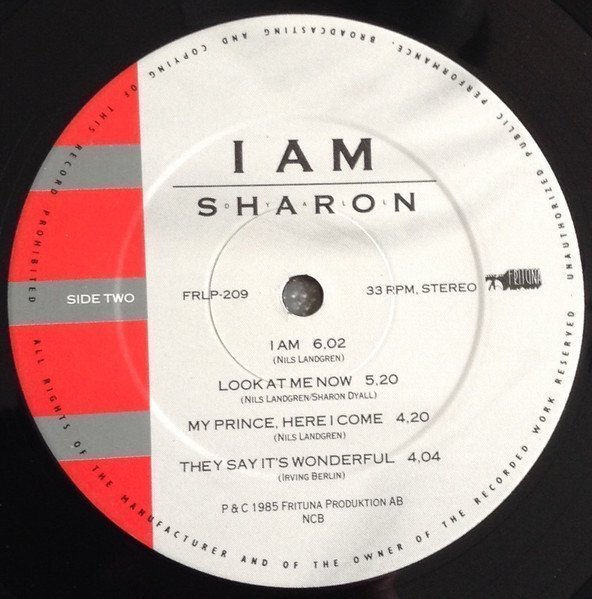 I AM
SHARON
DYALL
SIDE TWO
FRLP-209
33 RPM, STEREO
FRITUNA
I AM 6,02
(NILS LANDGREN)
LOOK AT ME NOW 5,20
(NILS LANDGREN/SHARON DYALL)
MY PRINCE, HERE I COME 4,20
(NILS LANDGREN)
THEY SAY IT'S WONDERFUL 4,04
(IRVING BERLIN)
P & C 1985 FRITUNA PRODUKTION AB
NCB
ALL RIGHTS OF THE MANUFACTURER AND OF THE OWNER OF THE RECORDED WORK RESERVED - UNAUTHORIZED PUBLIC PERFORMANCE, BROADCASTING AND COPYING OF THIS RECORD PROHIBITED